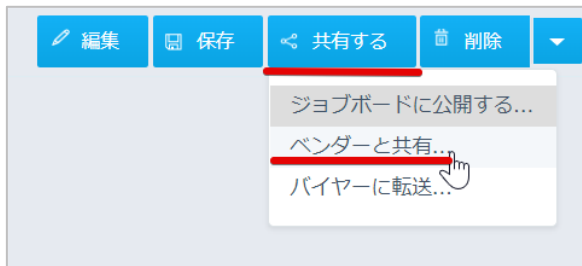 編集 保存 共有する 削除
ジョブボードに公開する...
ベンダーと共有...
バイヤーに転送...